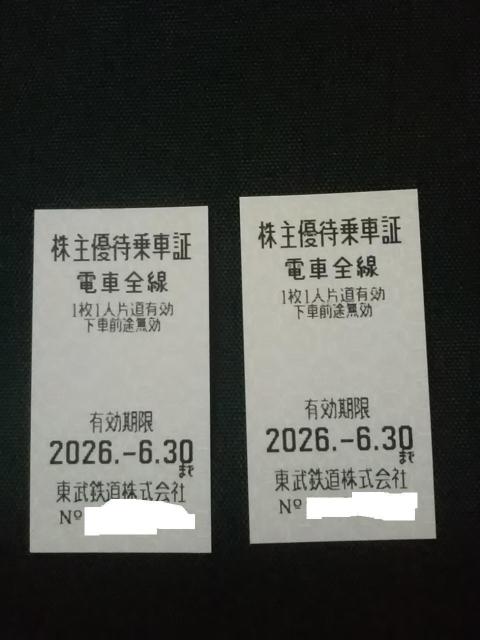 株主優待乗車証
電車全線
1枚1人片道有効
下車前途無効
有効期限
2026.-6.30まで
東武鉄道株式会社
Nº
株主優待乗車証
電車全線
1枚1人片道有効
下車前途無効
有効期限
2026.-6.30まで
東武鉄道株式会社
Nº